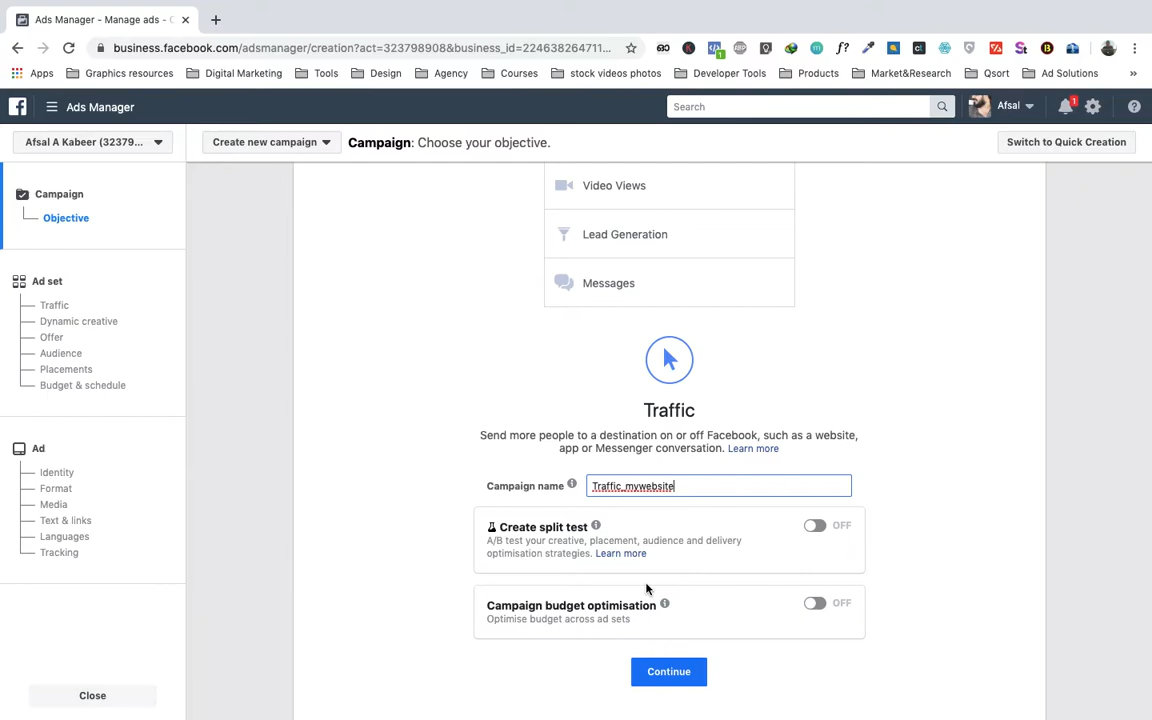 Ads Manager - Manage ads - C
business.facebook.com/adsmanager/creation?act=323798908&business_id=224638264711...
Apps
Graphics resources
Digital Marketing
Tools
Design
Agency
Courses
stock videos photos
Developer Tools
Products
Market&Research
Qsort
Ad Solutions
»
Ads Manager
Search
Afsal
1
Afsal A Kabeer (32379...
Create new campaign
Campaign: Choose your objective.
Switch to Quick Creation
Campaign
Objective
Ad set
Traffic
Dynamic creative
Offer
Audience
Placements
Budget & schedule
Ad
Identity
Format
Media
Text & links
Languages
Tracking
Close
Video Views
Lead Generation
Messages
Traffic
Send more people to a destination on or off Facebook, such as a website,
app or Messenger conversation. Learn more
Campaign name
Traffic_mywebsite
Create split test
OFF
A/B test your creative, placement, audience and delivery
optimisation strategies. Learn more
Campaign budget optimisation
OFF
Optimise budget across ad sets
Continue